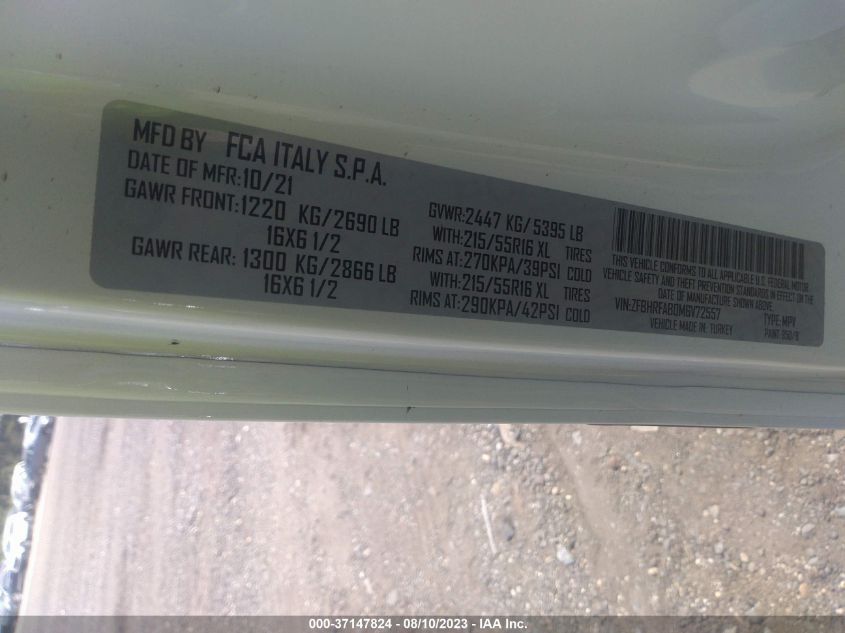 MFD BY FCA ITALY S.P.A.
DATE OF MFR:10/21
GAWR FRONT:1220 KG/2690 LB
16X6 1/2
GAWR REAR: 1300 KG/2866 LB
16X6 1/2
GVWR:2447 KG/5395 LB
WITH:215/55R16 XL TIRES
RIMS AT:270KPA/39PSI COLD
WITH:215/55R16 XL TIRES
RIMS AT:290KPA/42PSI COLD
THIS VEHICLE CONFORMS TO ALL APPLICABLE U.S. FEDERAL MOTOR
VEHICLE SAFETY AND THEFT PREVENTION STANDARDS IN EFFECT ON THE
DATE OF MANUFACTURE SHOWN ABOVE.
VIN:ZFBHRFAB0M6V72557 TYPE: MPV
VEHICLE MADE IN: TURKEY PAINT:
000-37147824 - 08/10/2023 - IAA Inc.